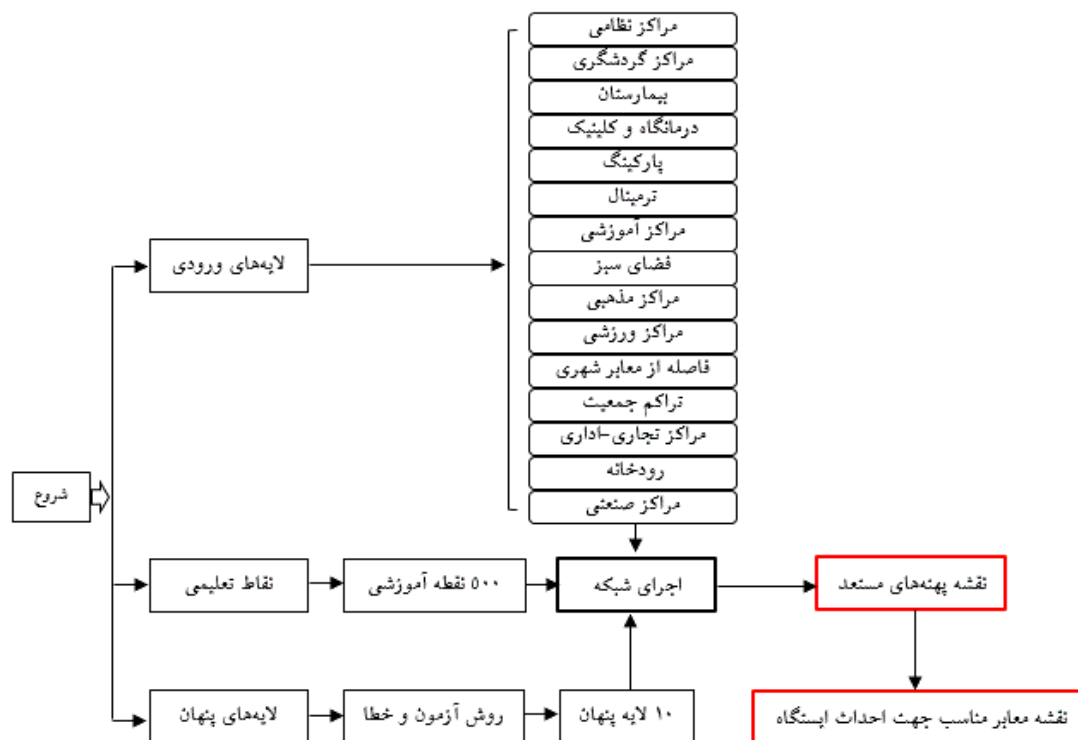 مراکز نظامی
مراکز گردشگری
بیمارستان
درمانگاه و کلینیک
پارکینگ
ترمینال
مراکز آموزشی
فضای سبز
مراکز مذهبی
مراکز ورزشی
فاصله از معابر شهری
تراکم جمعیت
مراکز تجاری-اداری
رودخانه
مراکز صنعتی
لایه‌های ورودی
شروع
نقاط تعلیمی
۵۰۰ نقطه آموزشی
اجرای شبکه
نقشه پهنه‌های مستعد
لایه‌های پنهان
روش آزمون و خطا
۱۰ لایه پنهان
نقشه معابر مناسب جهت احداث ایستگاه